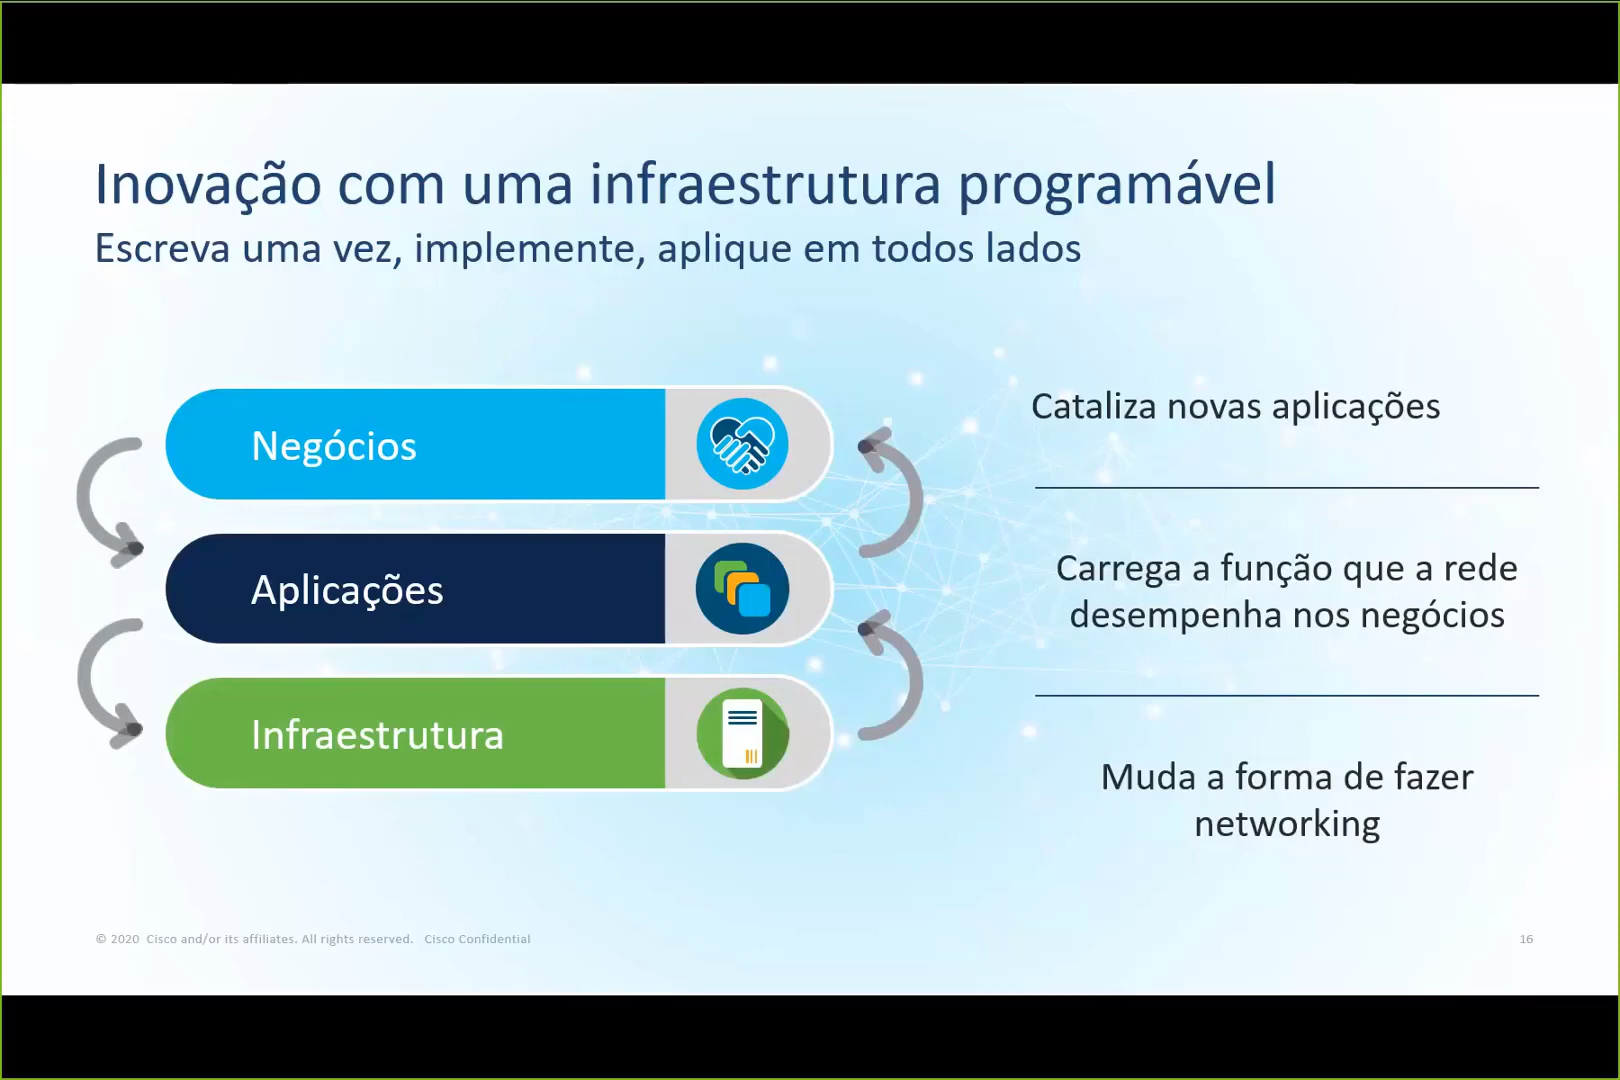 Inovação com uma infraestrutura programável
Escreva uma vez, implemente, aplique em todos lados
Negócios
Aplicações
Infraestrutura
Cataliza novas aplicações
Carrega a função que a rede
desempenha nos negócios
Muda a forma de fazer
networking
© 2020 Cisco and/or its affiliates. All rights reserved. Cisco Confidential
16